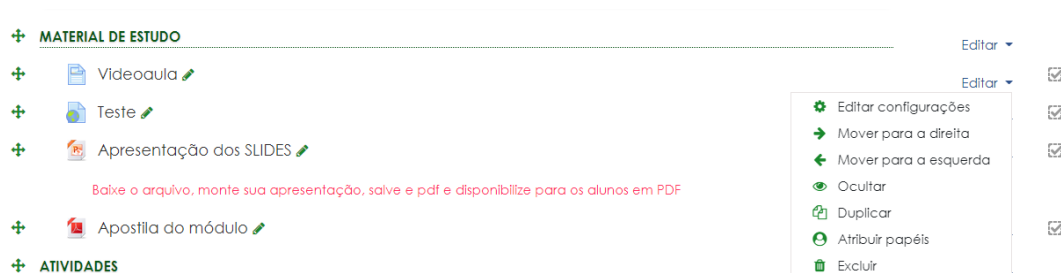 MATERIAL DE ESTUDO
Editar
Videoaula
Editar
Teste
Apresentação dos SLIDES
Baixe o arquivo, monte sua apresentação, salve e pdf e disponibilize para os alunos em PDF
Apostila do módulo
ATIVIDADES
Editar configurações
Mover para a direita
Mover para a esquerda
Ocultar
Duplicar
Atribuir papéis
Excluir